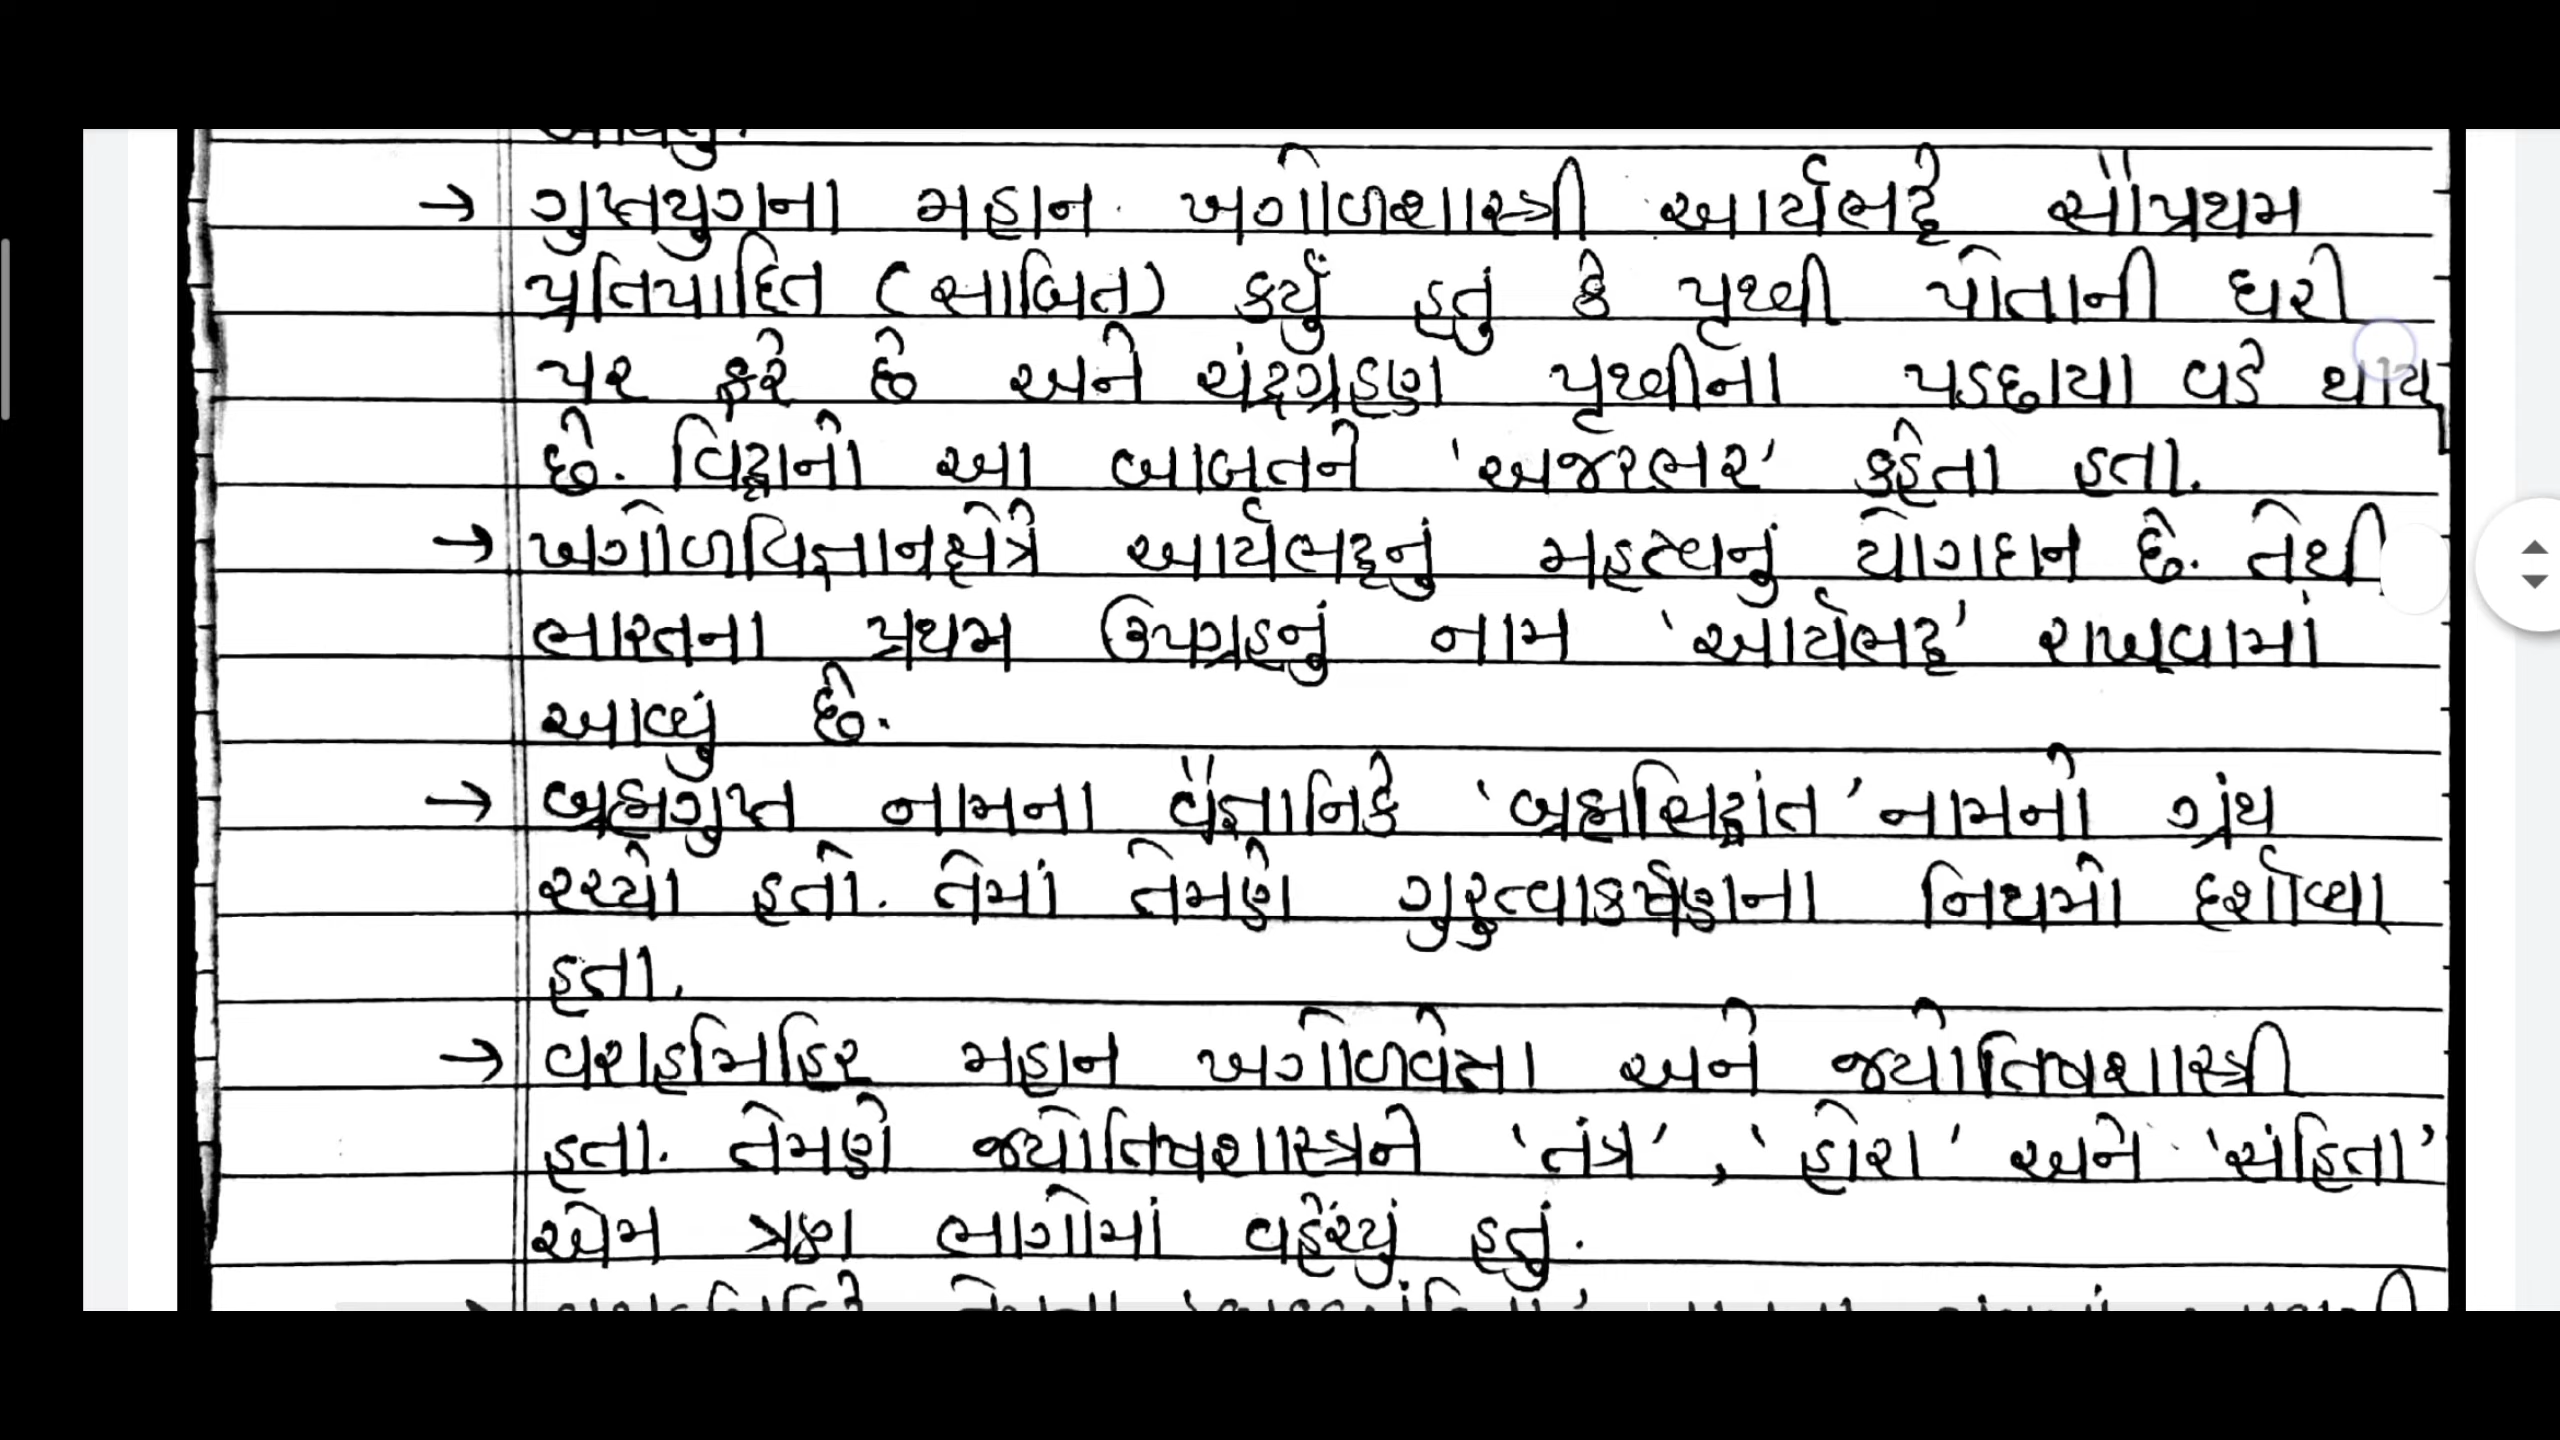 → ગુપ્તયુગના મહાન ખગોળશાસ્ત્રી આર્યભટ્ટે સૌપ્રથમ
પ્રતિપાદિત (સાબિત) કર્યું હતું કે પૃથ્વી પોતાની ધરી
પર ફરે છે અને ચંદ્રગ્રહણ પૃથ્વીના પડછાયા વડે થાય
છે. વિદ્વાનો આ બાબતને 'અજરભર' કહેતા હતા.
→ ખગોળવિજ્ઞાનક્ષેત્રે આર્યભટ્ટનું મહત્વનું યોગદાન છે. તેથી
ભારતના પ્રથમ ઉપગ્રહનું નામ 'આર્યભટ્ટ' રાખવામાં
આવ્યું છે.
→ બ્રહ્મગુપ્ત નામના વૈજ્ઞાનિકે 'બ્રહ્મસિદ્ધાંત' નામનો ગ્રંથ
રચ્યો હતો. તેમાં તેમણે ગુરુત્વાકર્ષણના નિયમો દર્શાવ્યા
હતા.
→ વરાહમિહિર મહાન ખગોળવેત્તા અને જ્યોતિષશાસ્ત્રી
હતા. તેમણે જ્યોતિષશાસ્ત્રને 'તંત્ર', 'હોરા' અને 'સંહિતા'
એમ ત્રણ ભાગોમાં વહેંચ્યું હતું.